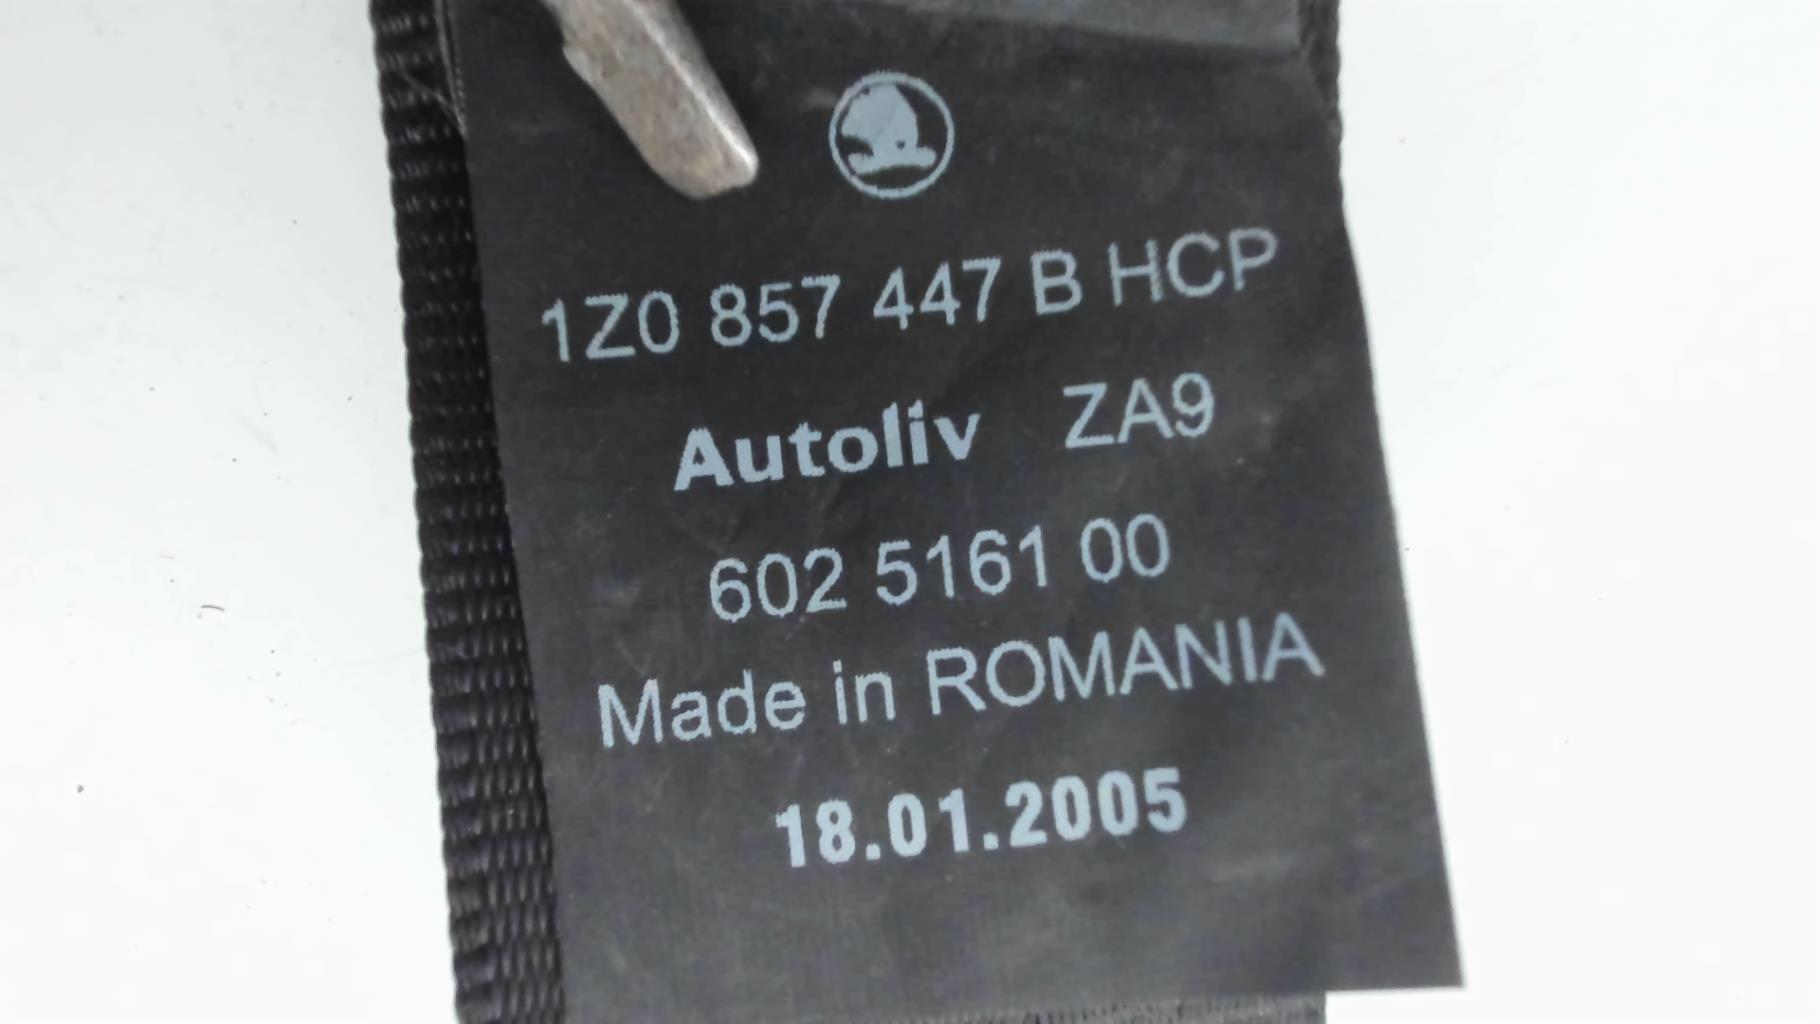 1Z0 857 447 B HCP
Autoliv ZA9
602 5161 00
Made in ROMANIA
18.01.2005